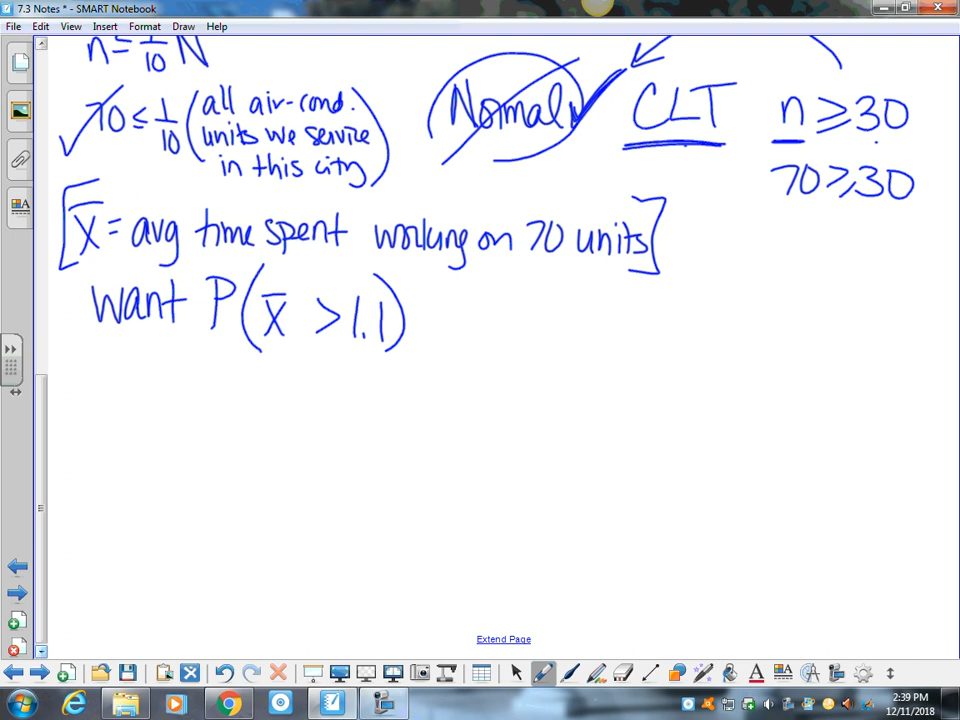 7.3 Notes * - SMART Notebook
File Edit View Insert Format Draw Help
n ≤ 1/10 N
70 ≤ 1/10 (all air-cond. units we service in this city)
Normal CLT n ≥ 30
70 ≥ 30
[x̄ = avg time spent working on 70 units]
want P(x̄ > 1.1)
Extend Page
2:39 PM
12/11/2018